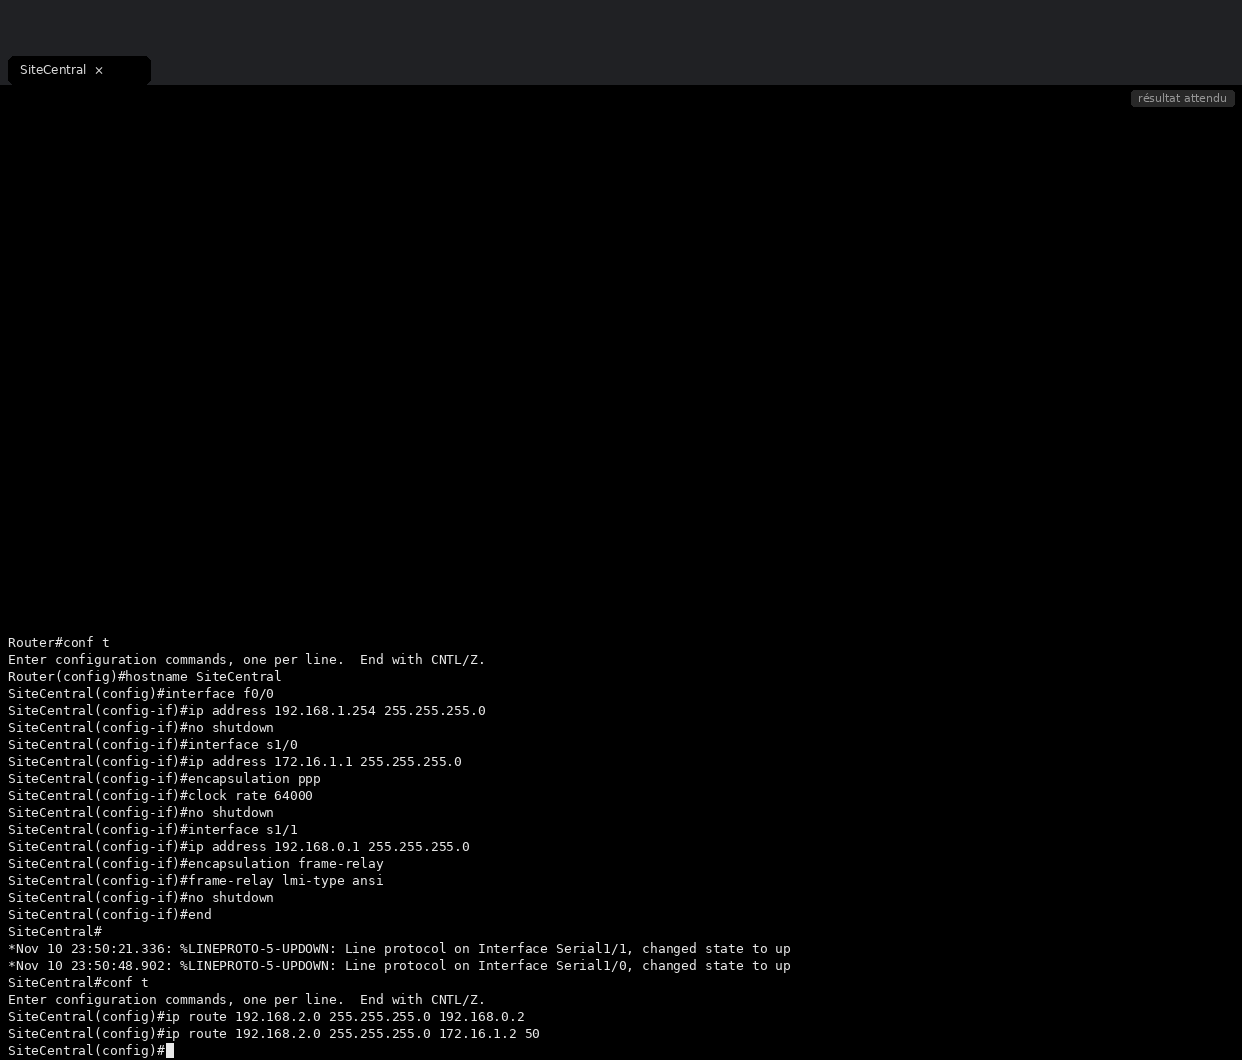 SiteCentral ×
résultat attendu
Router#conf t
Enter configuration commands, one per line.  End with CNTL/Z.
Router(config)#hostname SiteCentral
SiteCentral(config)#interface f0/0
SiteCentral(config-if)#ip address 192.168.1.254 255.255.255.0
SiteCentral(config-if)#no shutdown
SiteCentral(config-if)#interface s1/0
SiteCentral(config-if)#ip address 172.16.1.1 255.255.255.0
SiteCentral(config-if)#encapsulation ppp
SiteCentral(config-if)#clock rate 64000
SiteCentral(config-if)#no shutdown
SiteCentral(config-if)#interface s1/1
SiteCentral(config-if)#ip address 192.168.0.1 255.255.255.0
SiteCentral(config-if)#encapsulation frame-relay
SiteCentral(config-if)#frame-relay lmi-type ansi
SiteCentral(config-if)#no shutdown
SiteCentral(config-if)#end
SiteCentral#
*Nov 10 23:50:21.336: %LINEPROTO-5-UPDOWN: Line protocol on Interface Serial1/1, changed state to up
*Nov 10 23:50:48.902: %LINEPROTO-5-UPDOWN: Line protocol on Interface Serial1/0, changed state to up
SiteCentral#conf t
Enter configuration commands, one per line.  End with CNTL/Z.
SiteCentral(config)#ip route 192.168.2.0 255.255.255.0 192.168.0.2
SiteCentral(config)#ip route 192.168.2.0 255.255.255.0 172.16.1.2 50
SiteCentral(config)#